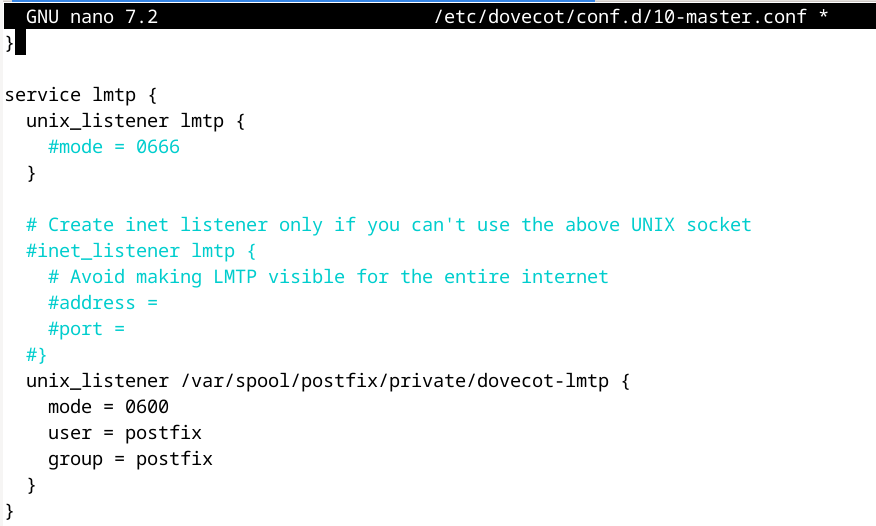 GNU nano 7.2 /etc/dovecot/conf.d/10-master.conf *
}
service lmtp {
  unix_listener lmtp {
    #mode = 0666
  }
  # Create inet listener only if you can't use the above UNIX socket
  #inet_listener lmtp {
    # Avoid making LMTP visible for the entire internet
    #address =
    #port =
  #}
  unix_listener /var/spool/postfix/private/dovecot-lmtp {
    mode = 0600
    user = postfix
    group = postfix
  }
}